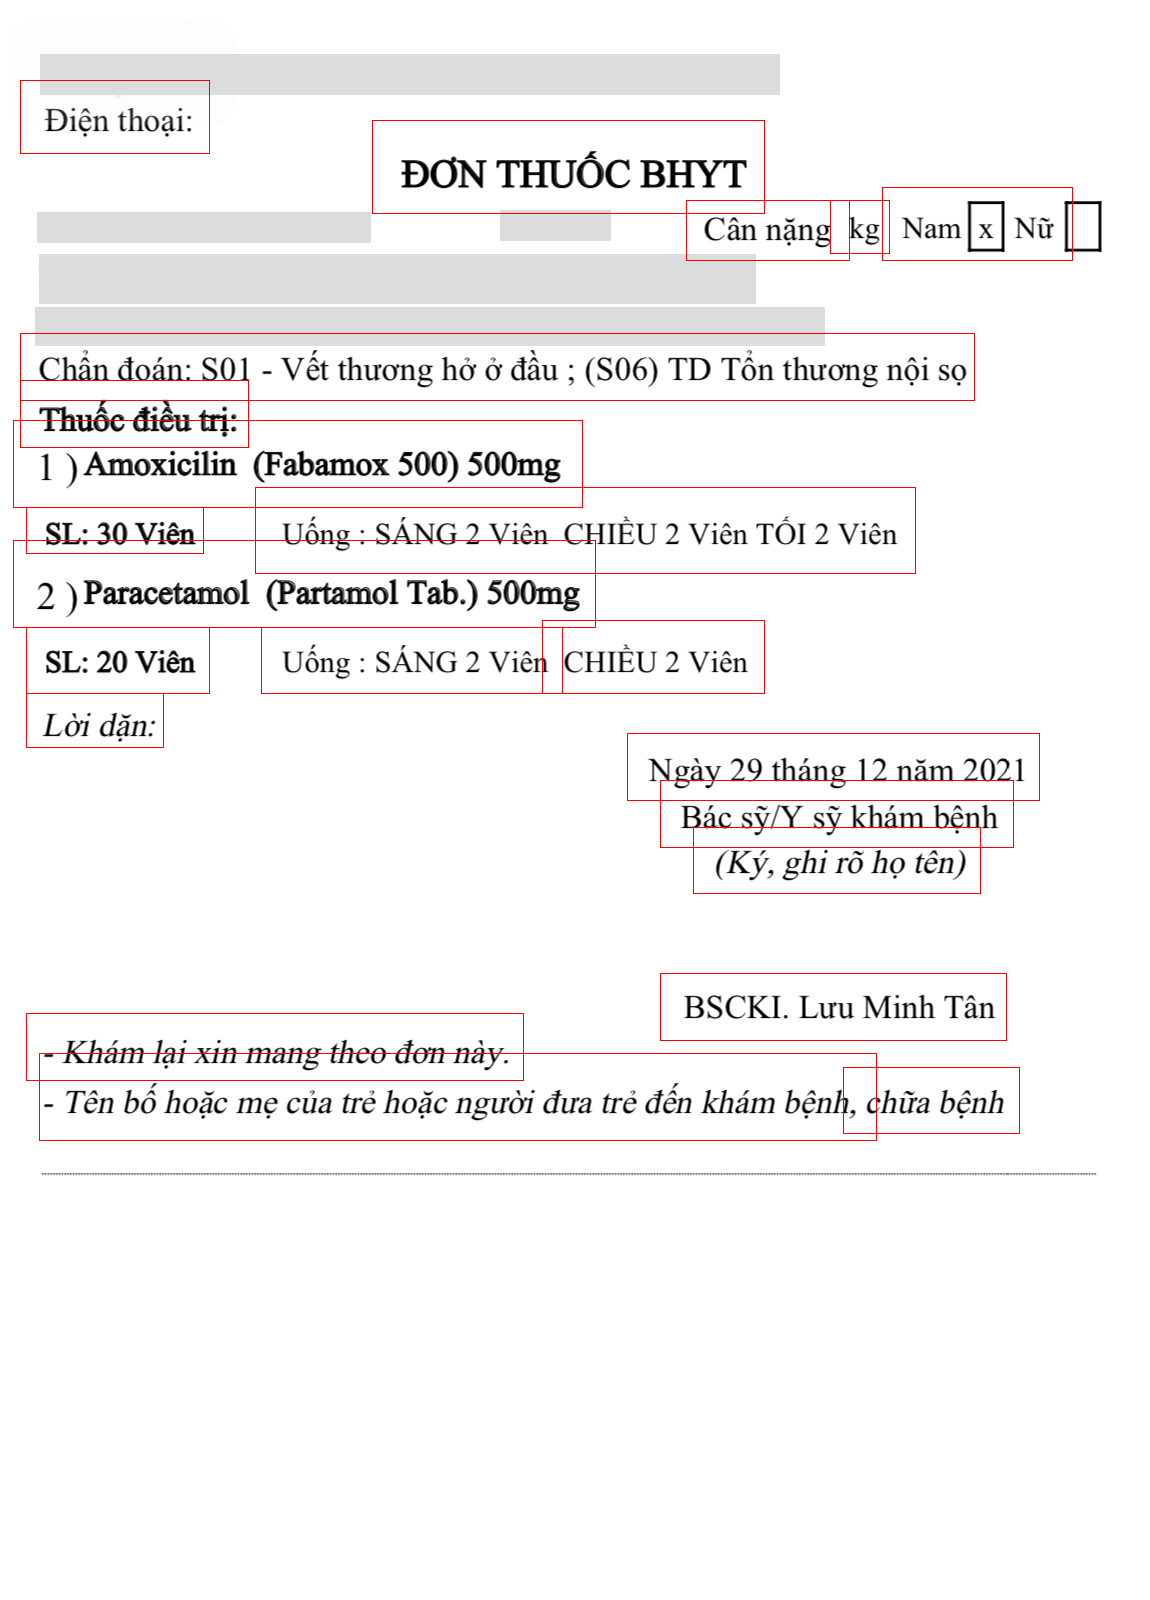 Điện thoại:
ĐƠN THUỐC BHYT
Cân nặng kg Nam x Nữ
Chẩn đoán: S01 - Vết thương hở ở đầu ; (S06) TD Tổn thương nội sọ
Thuốc điều trị:
1 ) Amoxicilin (Fabamox 500) 500mg
SL: 30 Viên Uống : SÁNG 2 Viên CHIỀU 2 Viên TỐI 2 Viên
2 ) Paracetamol (Partamol Tab.) 500mg
SL: 20 Viên Uống : SÁNG 2 Viên CHIỀU 2 Viên
Lời dặn:
Ngày 29 tháng 12 năm 2021
Bác sỹ/Y sỹ khám bệnh
(Ký, ghi rõ họ tên)
BSCKI. Lưu Minh Tân
- Khám lại xin mang theo đơn này.
- Tên bố hoặc mẹ của trẻ hoặc người đưa trẻ đến khám bệnh, chữa bệnh